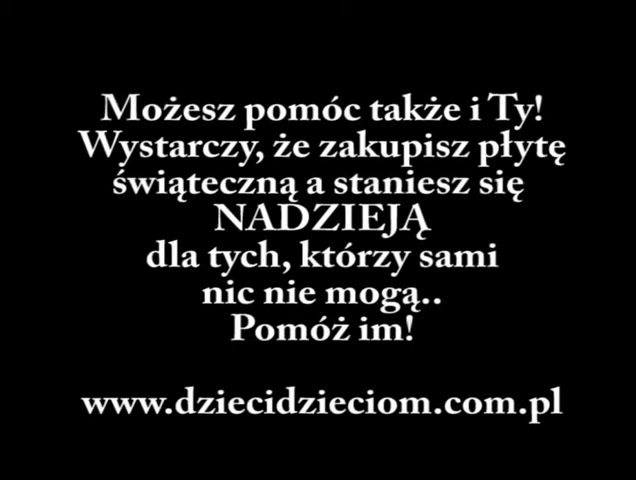 Możesz pomóc także i Ty!
Wystarczy, że zakupisz płytę
świąteczną a staniesz się
NADZIEJĄ
dla tych, którzy sami
nic nie mogą..
Pomóż im!
www.dziecidzieciom.com.pl